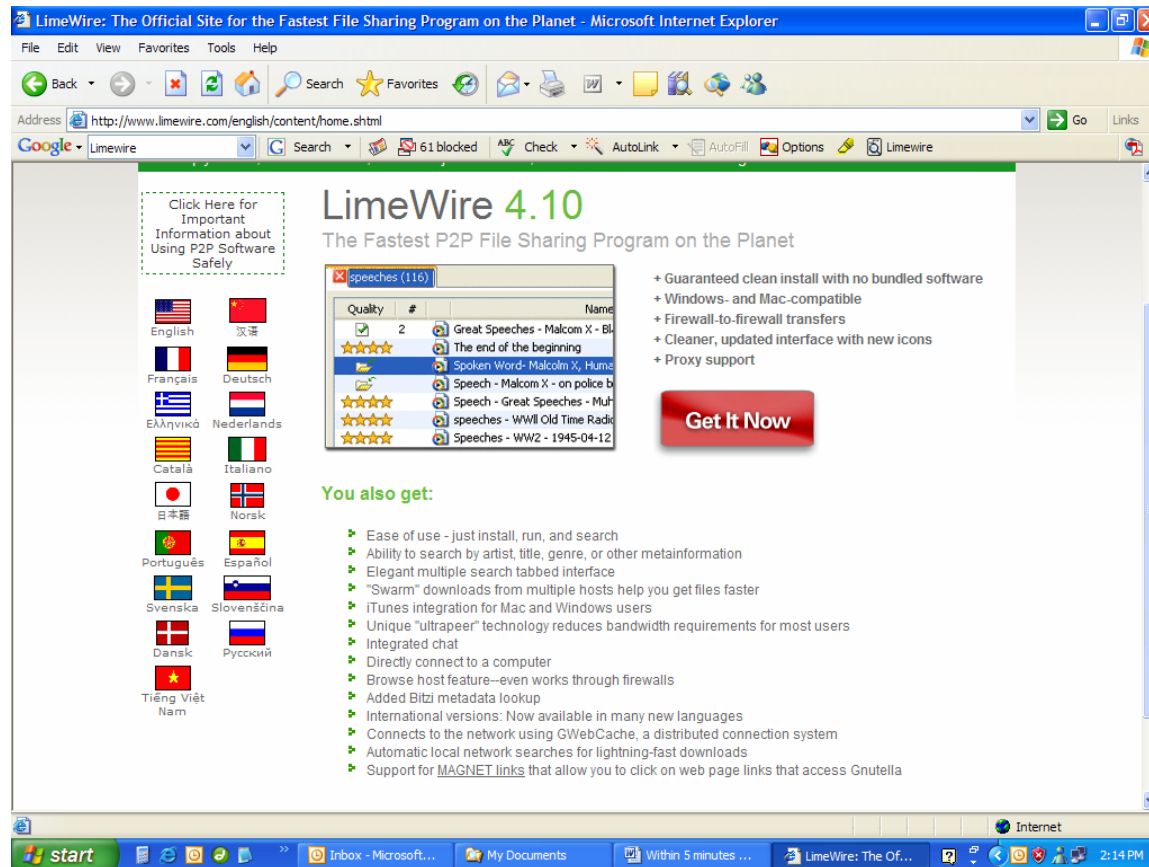 LimeWire: The Official Site for the Fastest File Sharing Program on the Planet - Microsoft Internet Explorer
File Edit View Favorites Tools Help
Back Search Favorites
Address http://www.limewire.com/english/content/home.shtml Go Links
Google Limewire G Search 61 blocked ABC Check AutoLink AutoFill Options Limewire
Click Here for
Important
Information about
Using P2P Software
Safely
English 汉语
Français Deutsch
Ελληνικά Nederlands
Català Italiano
日本語 Norsk
Português Español
Svenska Slovenščina
Dansk Русский
Tiếng Việt
Nam
LimeWire 4.10
The Fastest P2P File Sharing Program on the Planet
speeches (116)
Quality # Name
2 Great Speeches - Malcom X - Bl
The end of the beginning
Spoken Word- Malcolm X, Huma
Speech - Malcom X - on police b
Speech - Great Speeches - Muh
speeches - WWII Old Time Radi
Speeches - WW2 - 1945-04-12
+ Guaranteed clean install with no bundled software
+ Windows- and Mac-compatible
+ Firewall-to-firewall transfers
+ Cleaner, updated interface with new icons
+ Proxy support
Get It Now
You also get:
Ease of use - just install, run, and search
Ability to search by artist, title, genre, or other metainformation
Elegant multiple search tabbed interface
"Swarm" downloads from multiple hosts help you get files faster
iTunes integration for Mac and Windows users
Unique "ultrapeer" technology reduces bandwidth requirements for most users
Integrated chat
Directly connect to a computer
Browse host feature--even works through firewalls
Added Bitzi metadata lookup
International versions: Now available in many new languages
Connects to the network using GWebCache, a distributed connection system
Automatic local network searches for lightning-fast downloads
Support for MAGNET links that allow you to click on web page links that access Gnutella
Internet
start Inbox - Microsoft... My Documents Within 5 minutes ... LimeWire: The Of... 2:14 PM